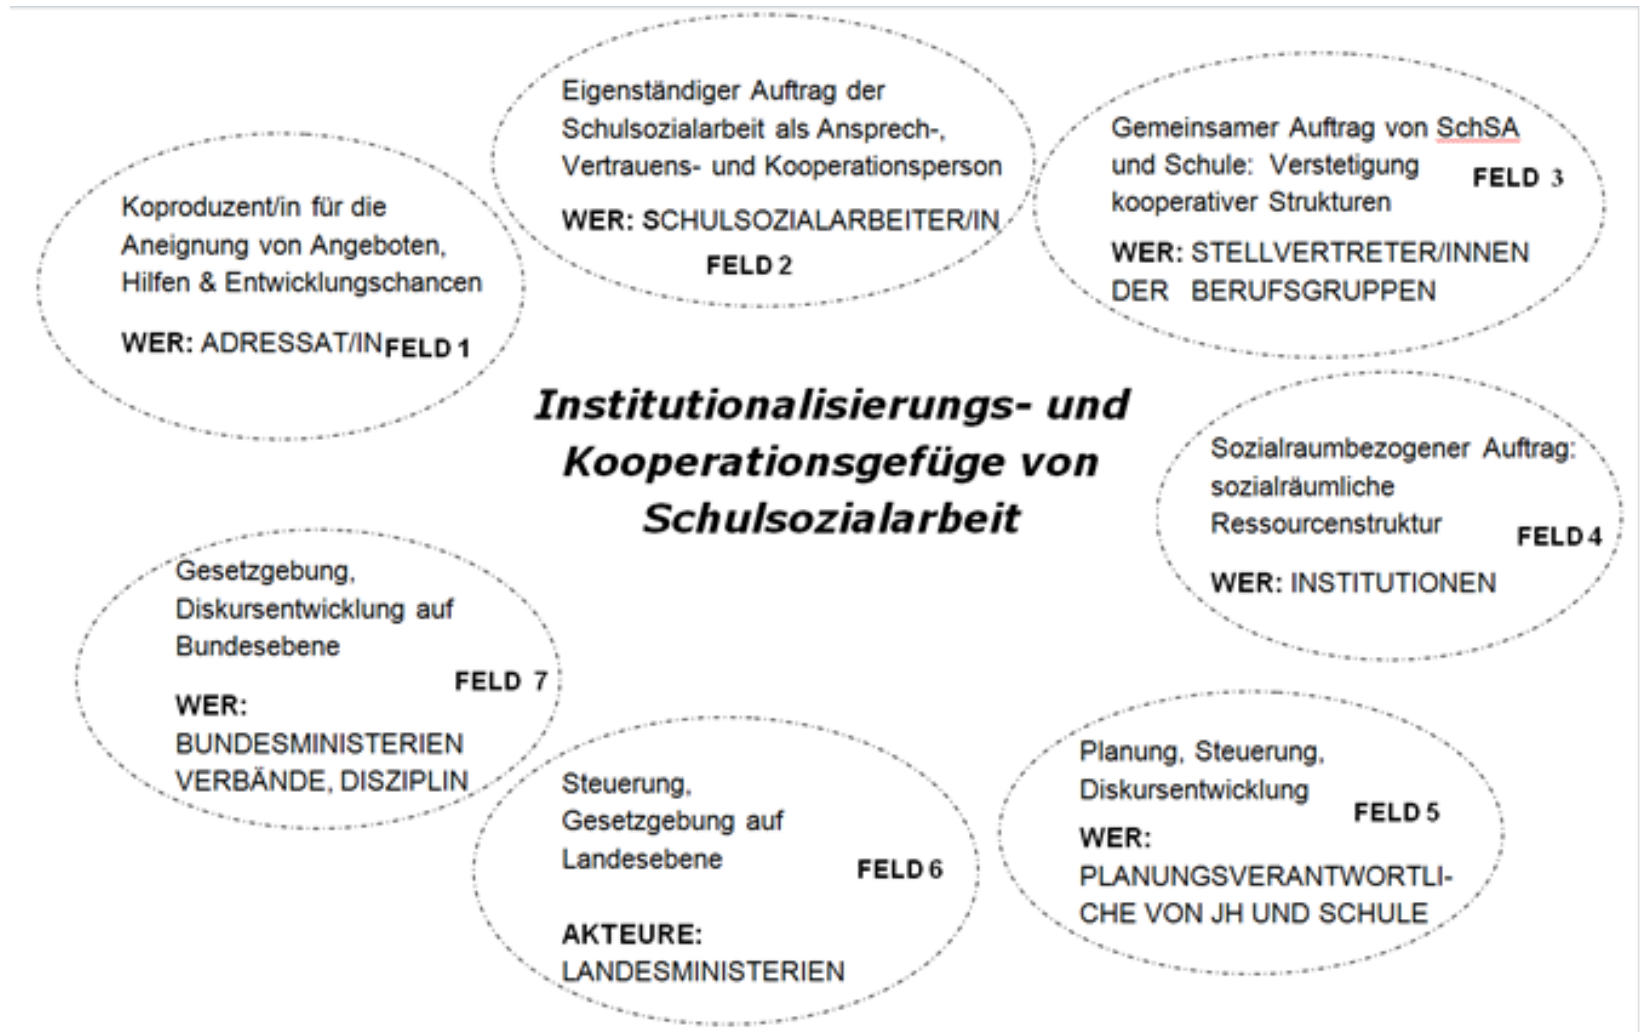 Koproduzent/in für die
Aneignung von Angeboten,
Hilfen & Entwicklungschancen
WER: ADRESSAT/IN
FELD 1
Eigenständiger Auftrag der
Schulsozialarbeit als Ansprech-,
Vertrauens- und Kooperationsperson
WER: SCHULSOZIALARBEITER/IN
FELD 2
Gemeinsamer Auftrag von SchSA
und Schule: Verstetigung
kooperativer Strukturen
FELD 3
WER: STELLVERTRETER/INNEN
DER BERUFSGRUPPEN
Institutionalisierungs- und
Kooperationsgefüge von
Schulsozialarbeit
Sozialraumbezogener Auftrag:
sozialräumliche
Ressourcenstruktur
FELD 4
WER: INSTITUTIONEN
Planung, Steuerung,
Diskursentwicklung
FELD 5
WER:
PLANUNGSVERANTWORTLI-
CHE VON JH UND SCHULE
Steuerung,
Gesetzgebung auf
Landesebene
FELD 6
AKTEURE:
LANDESMINISTERIEN
Gesetzgebung,
Diskursentwicklung auf
Bundesebene
FELD 7
WER:
BUNDESMINISTERIEN
VERBÄNDE, DISZIPLIN